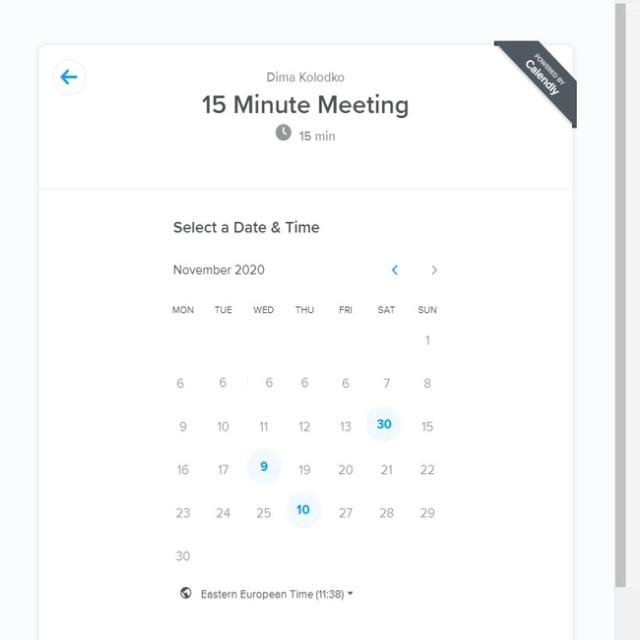 POWERED BY
Calendly
Dima Kolodko
15 Minute Meeting
15 min
Select a Date & Time
November 2020
MON TUE WED THU FRI SAT SUN
1
6 6 6 6 6 7 8
9 10 11 12 13 30 15
16 17 9 19 20 21 22
23 24 25 10 27 28 29
30
Eastern European Time (11:38)